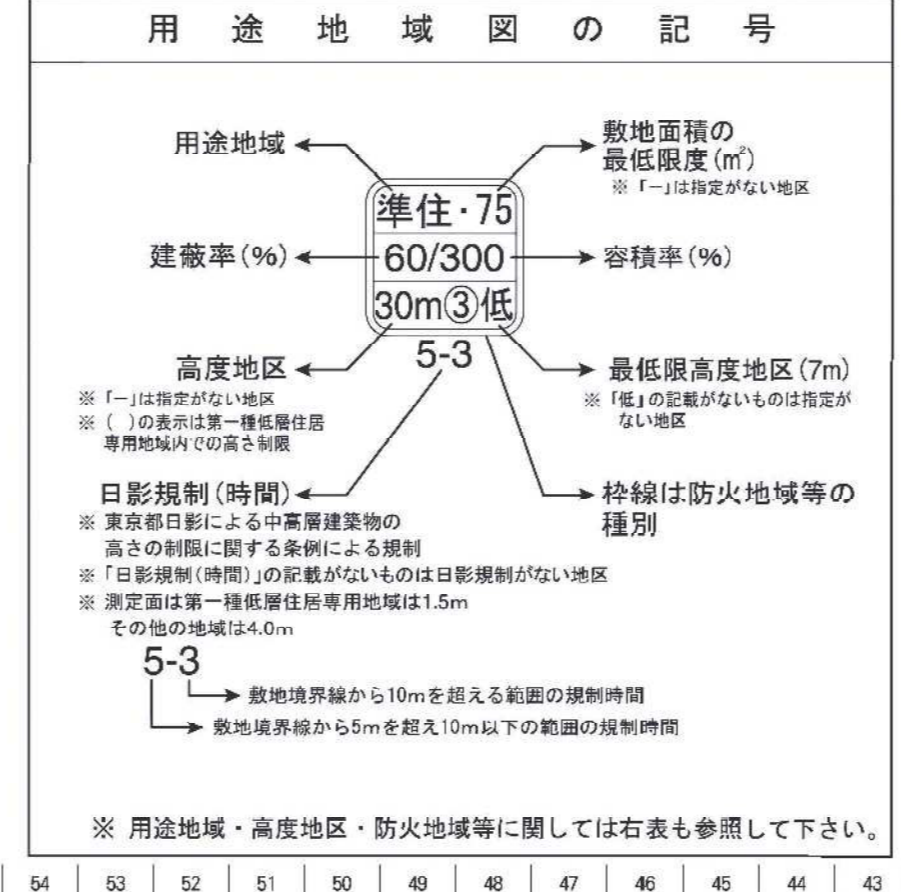 用途地域図の記号
用途地域
敷地面積の
最低限度(㎡)
※「-」は指定がない地区
準住・75
建蔽率(%)
60/300
容積率(%)
30m③低
5-3
高度地区
※「-」は指定がない地区
※( )の表示は第一種低層住居
専用地域内での高さ制限
最低限高度地区(7m)
※「低」の記載がないものは指定が
ない地区
日影規制(時間)
※ 東京都日影による中高層建築物の
高さの制限に関する条例による規制
※「日影規制(時間)」の記載がないものは日影規制がない地区
※ 測定面は第一種低層住居専用地域は1.5m
その他の地域は4.0m
枠線は防火地域等の
種別
5-3
敷地境界線から10mを超える範囲の規制時間
敷地境界線から5mを超え10m以下の範囲の規制時間
※ 用途地域・高度地区・防火地域等に関しては右表も参照して下さい。
54 53 52 51 50 49 48 47 46 45 44 43